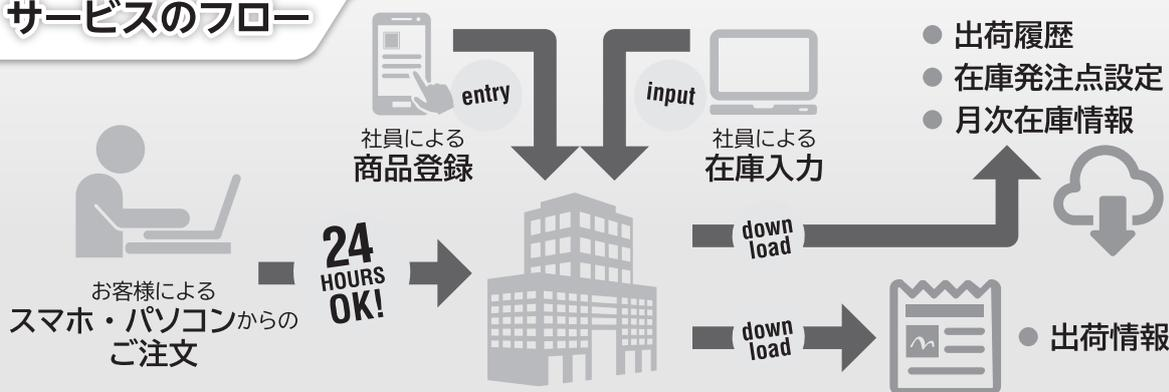 サービスのフロー
entry
社員による
商品登録
input
社員による
在庫入力
出荷履歴
在庫発注点設定
月次在庫情報
お客様による
スマホ・パソコンからの
ご注文
24
HOURS
OK!
down
load
down
load
出荷情報